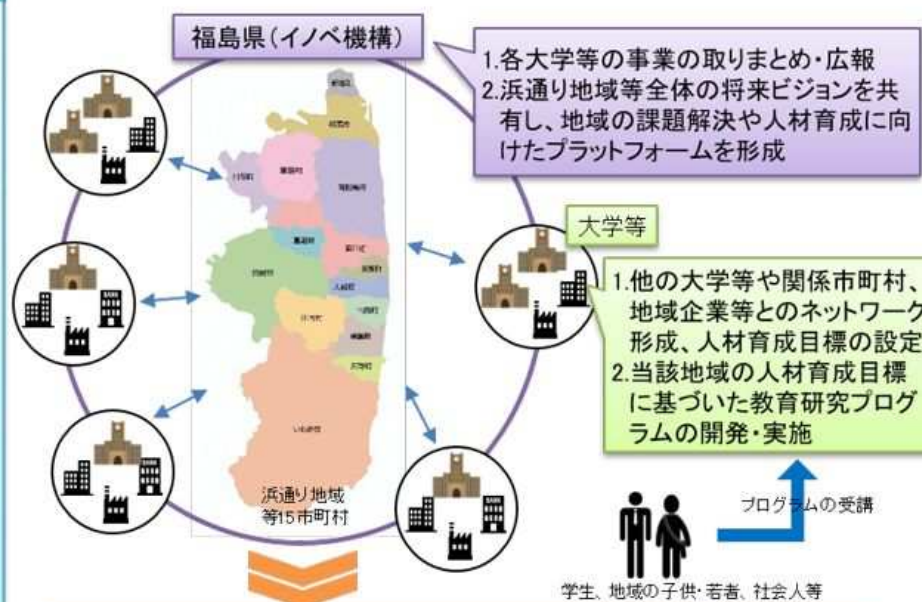 福島県(イノベ機構)
1.各大学等の事業の取りまとめ・広報
2.浜通り地域等全体の将来ビジョンを共
有し、地域の課題解決や人材育成に向
けたプラットフォームを形成
大学等
1.他の大学等や関係市町村、
地域企業等とのネットワーク
形成、人材育成目標の設定
2.当該地域の人材育成目標
に基づいた教育研究プログ
ラムの開発・実施
いわき市
浜通り地域
等15市町村
プログラムの受講
学生、地域の子供・若者、社会人等